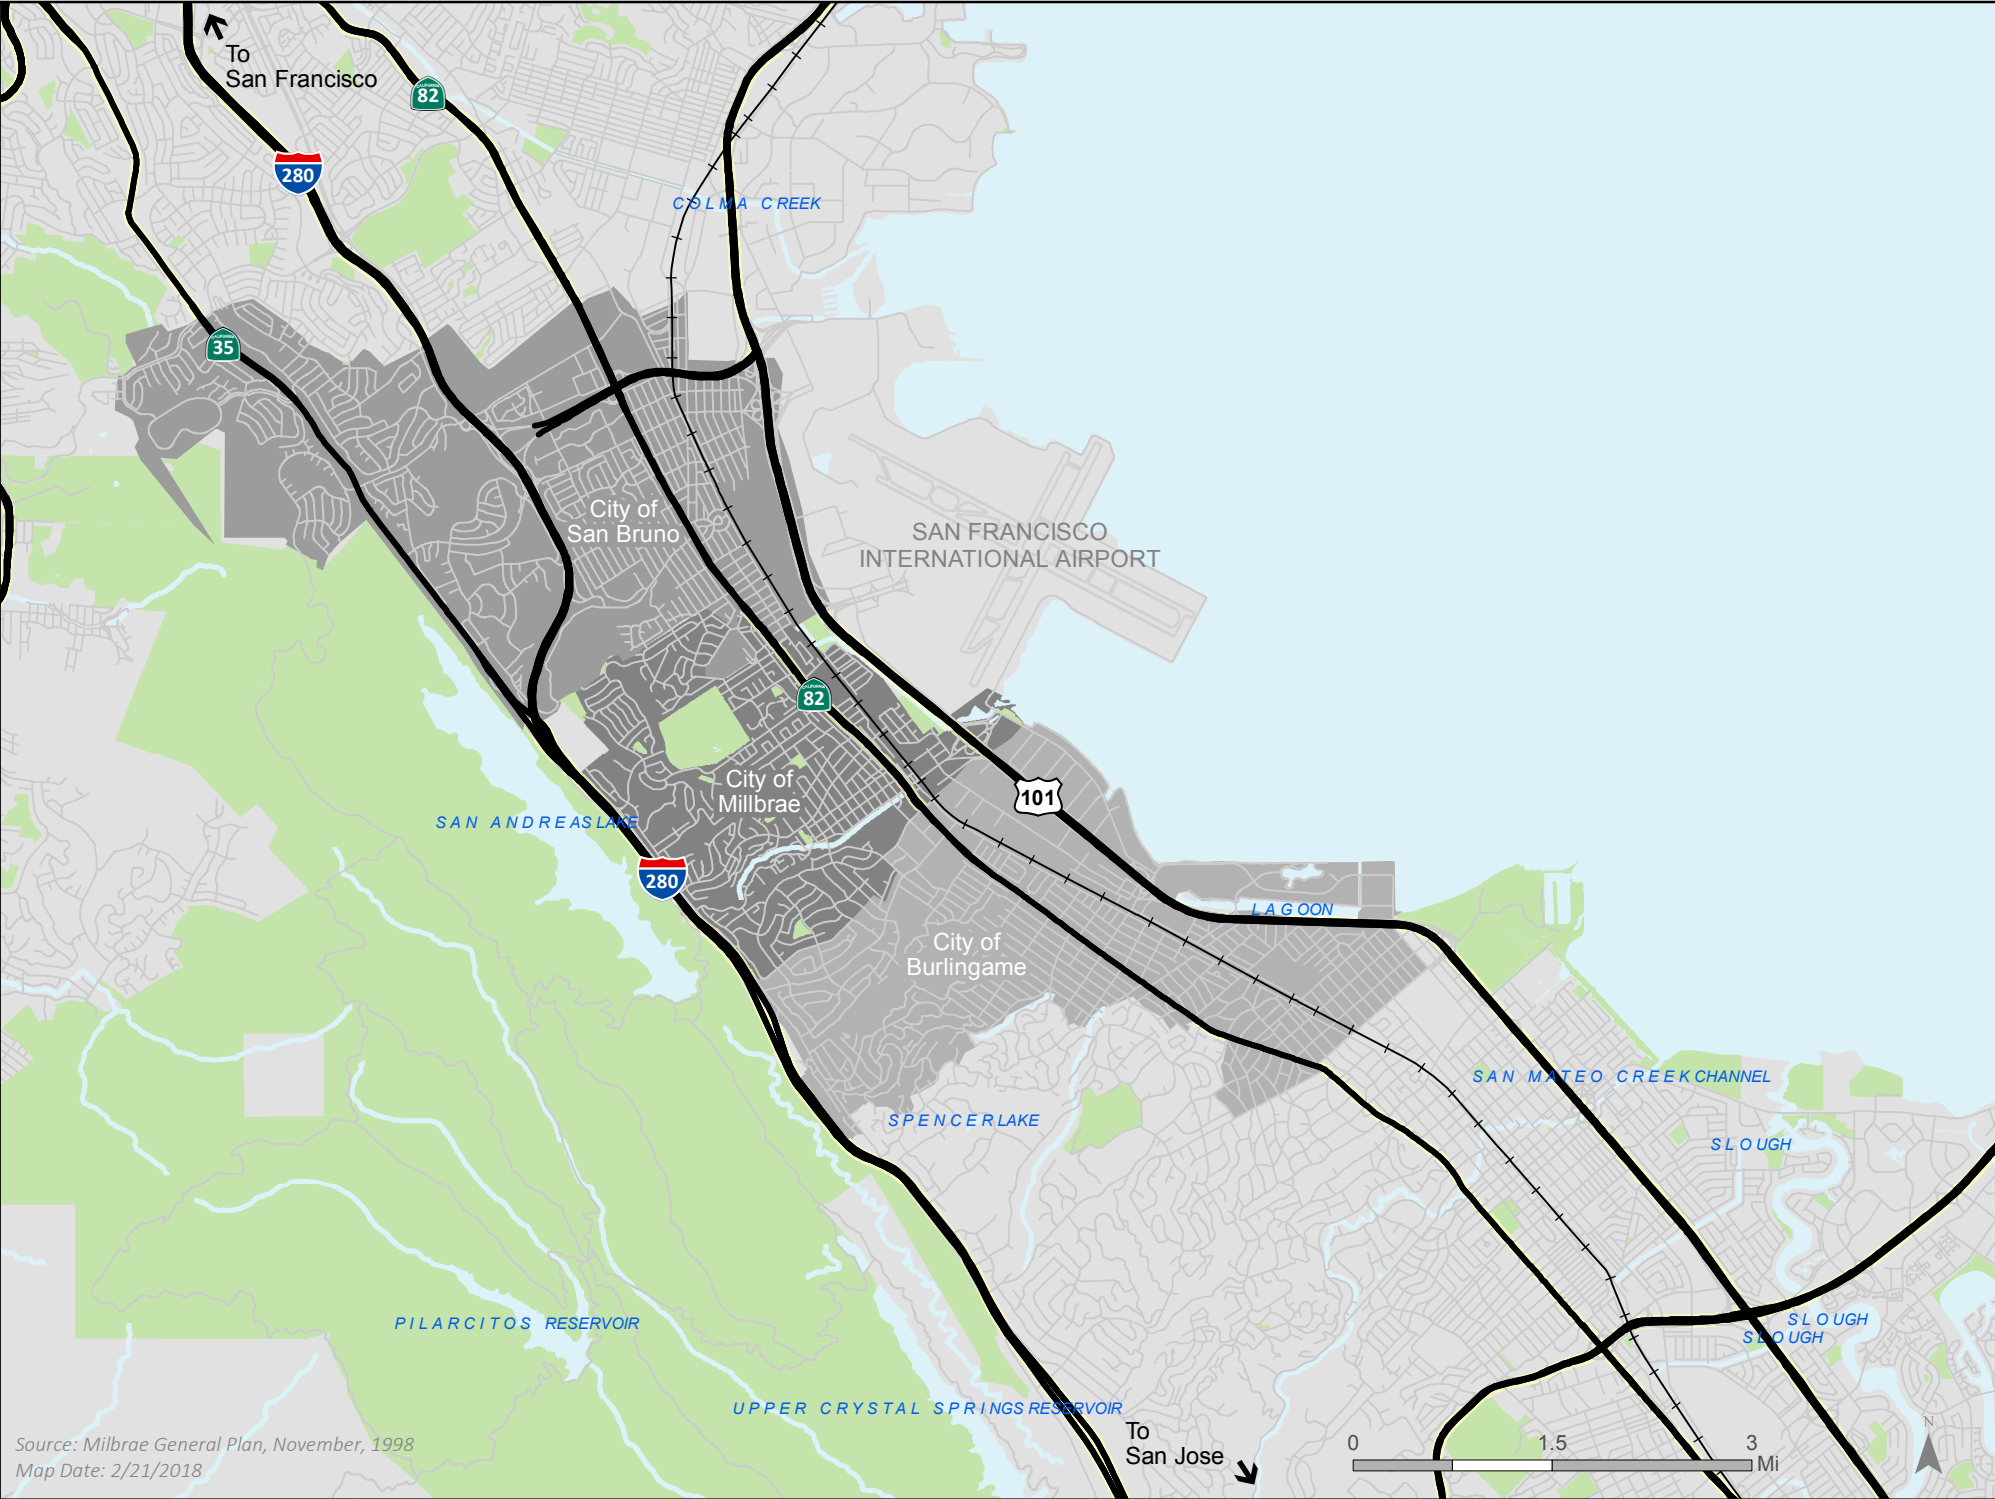 To
San Francisco
82
280
COLMA CREEK
35
City of
San Bruno
SAN FRANCISCO
INTERNATIONAL AIRPORT
82
City of
Millbrae
101
SAN ANDREAS LAKE
280
LAGOON
City of
Burlingame
SAN MATEO CREEK CHANNEL
SPENCER LAKE
SLOUGH
PILARCITOS RESERVOIR
SLOUGH
SLOUGH
UPPER CRYSTAL SPRINGS RESERVOIR
To
San Jose
0 1.5 3
Mi
N
Source: Milbrae General Plan, November, 1998
Map Date: 2/21/2018